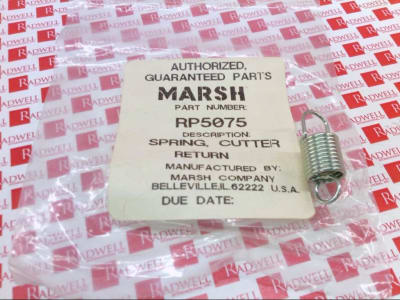 AUTHORIZED,
GUARANTEED PARTS
MARSH
PART NUMBER:
RP5075
DESCRIPTION:
SPRING, CUTTER
RETURN
MANUFACTURED BY:
MARSH COMPANY
BELLEVILLE, IL 62222 U.S.A.
DUE DATE:
RADWELL